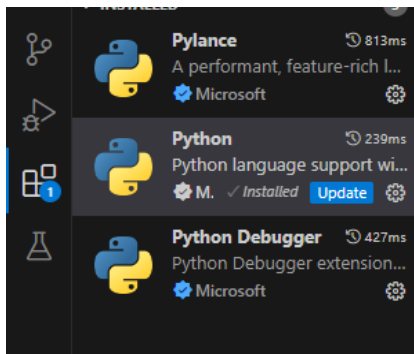 Pylance 813ms
A performant, feature-rich l...
Microsoft
Python 239ms
Python language support wi...
M. ✓ Installed Update
1
Python Debugger 427ms
Python Debugger extension...
Microsoft